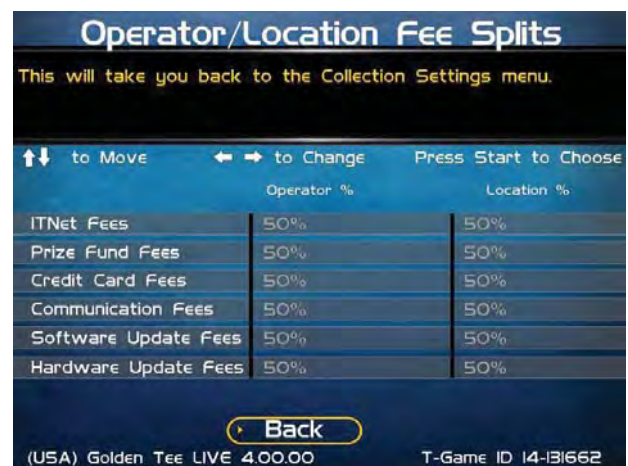 Operator/Location Fee Splits
This will take you back to the Collection Settings menu.
to Move to Change Press Start to Choose
Operator % Location %
ITNet Fees 50% 50%
Prize Fund Fees 50% 50%
Credit Card Fees 50% 50%
Communication Fees 50% 50%
Software Update Fees 50% 50%
Hardware Update Fees 50% 50%
Back
(USA) Golden Tee LIVE 4.00.00 T-Game ID 14-131662